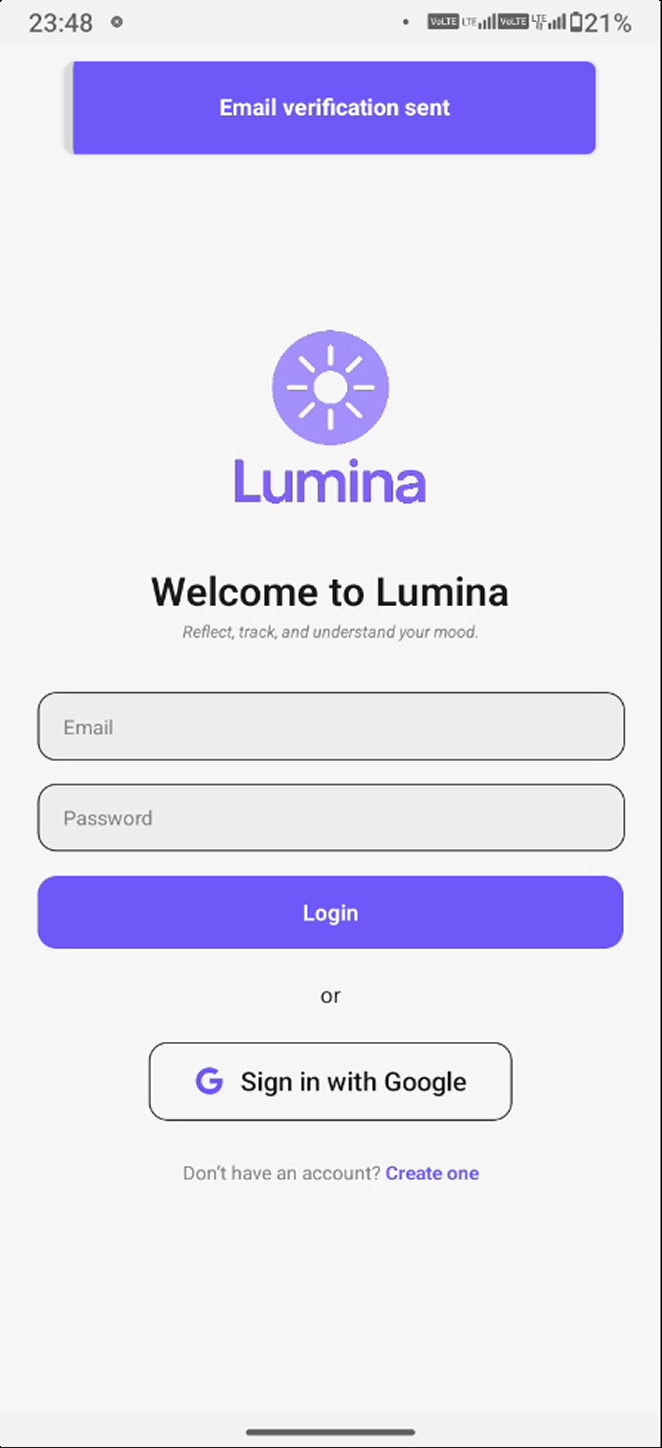 23:48 VoLTE LTE VoLTE LTE 21%
Email verification sent
Lumina
Welcome to Lumina
Reflect, track, and understand your mood.
Email
Password
Login
or
G Sign in with Google
Don't have an account? Create one